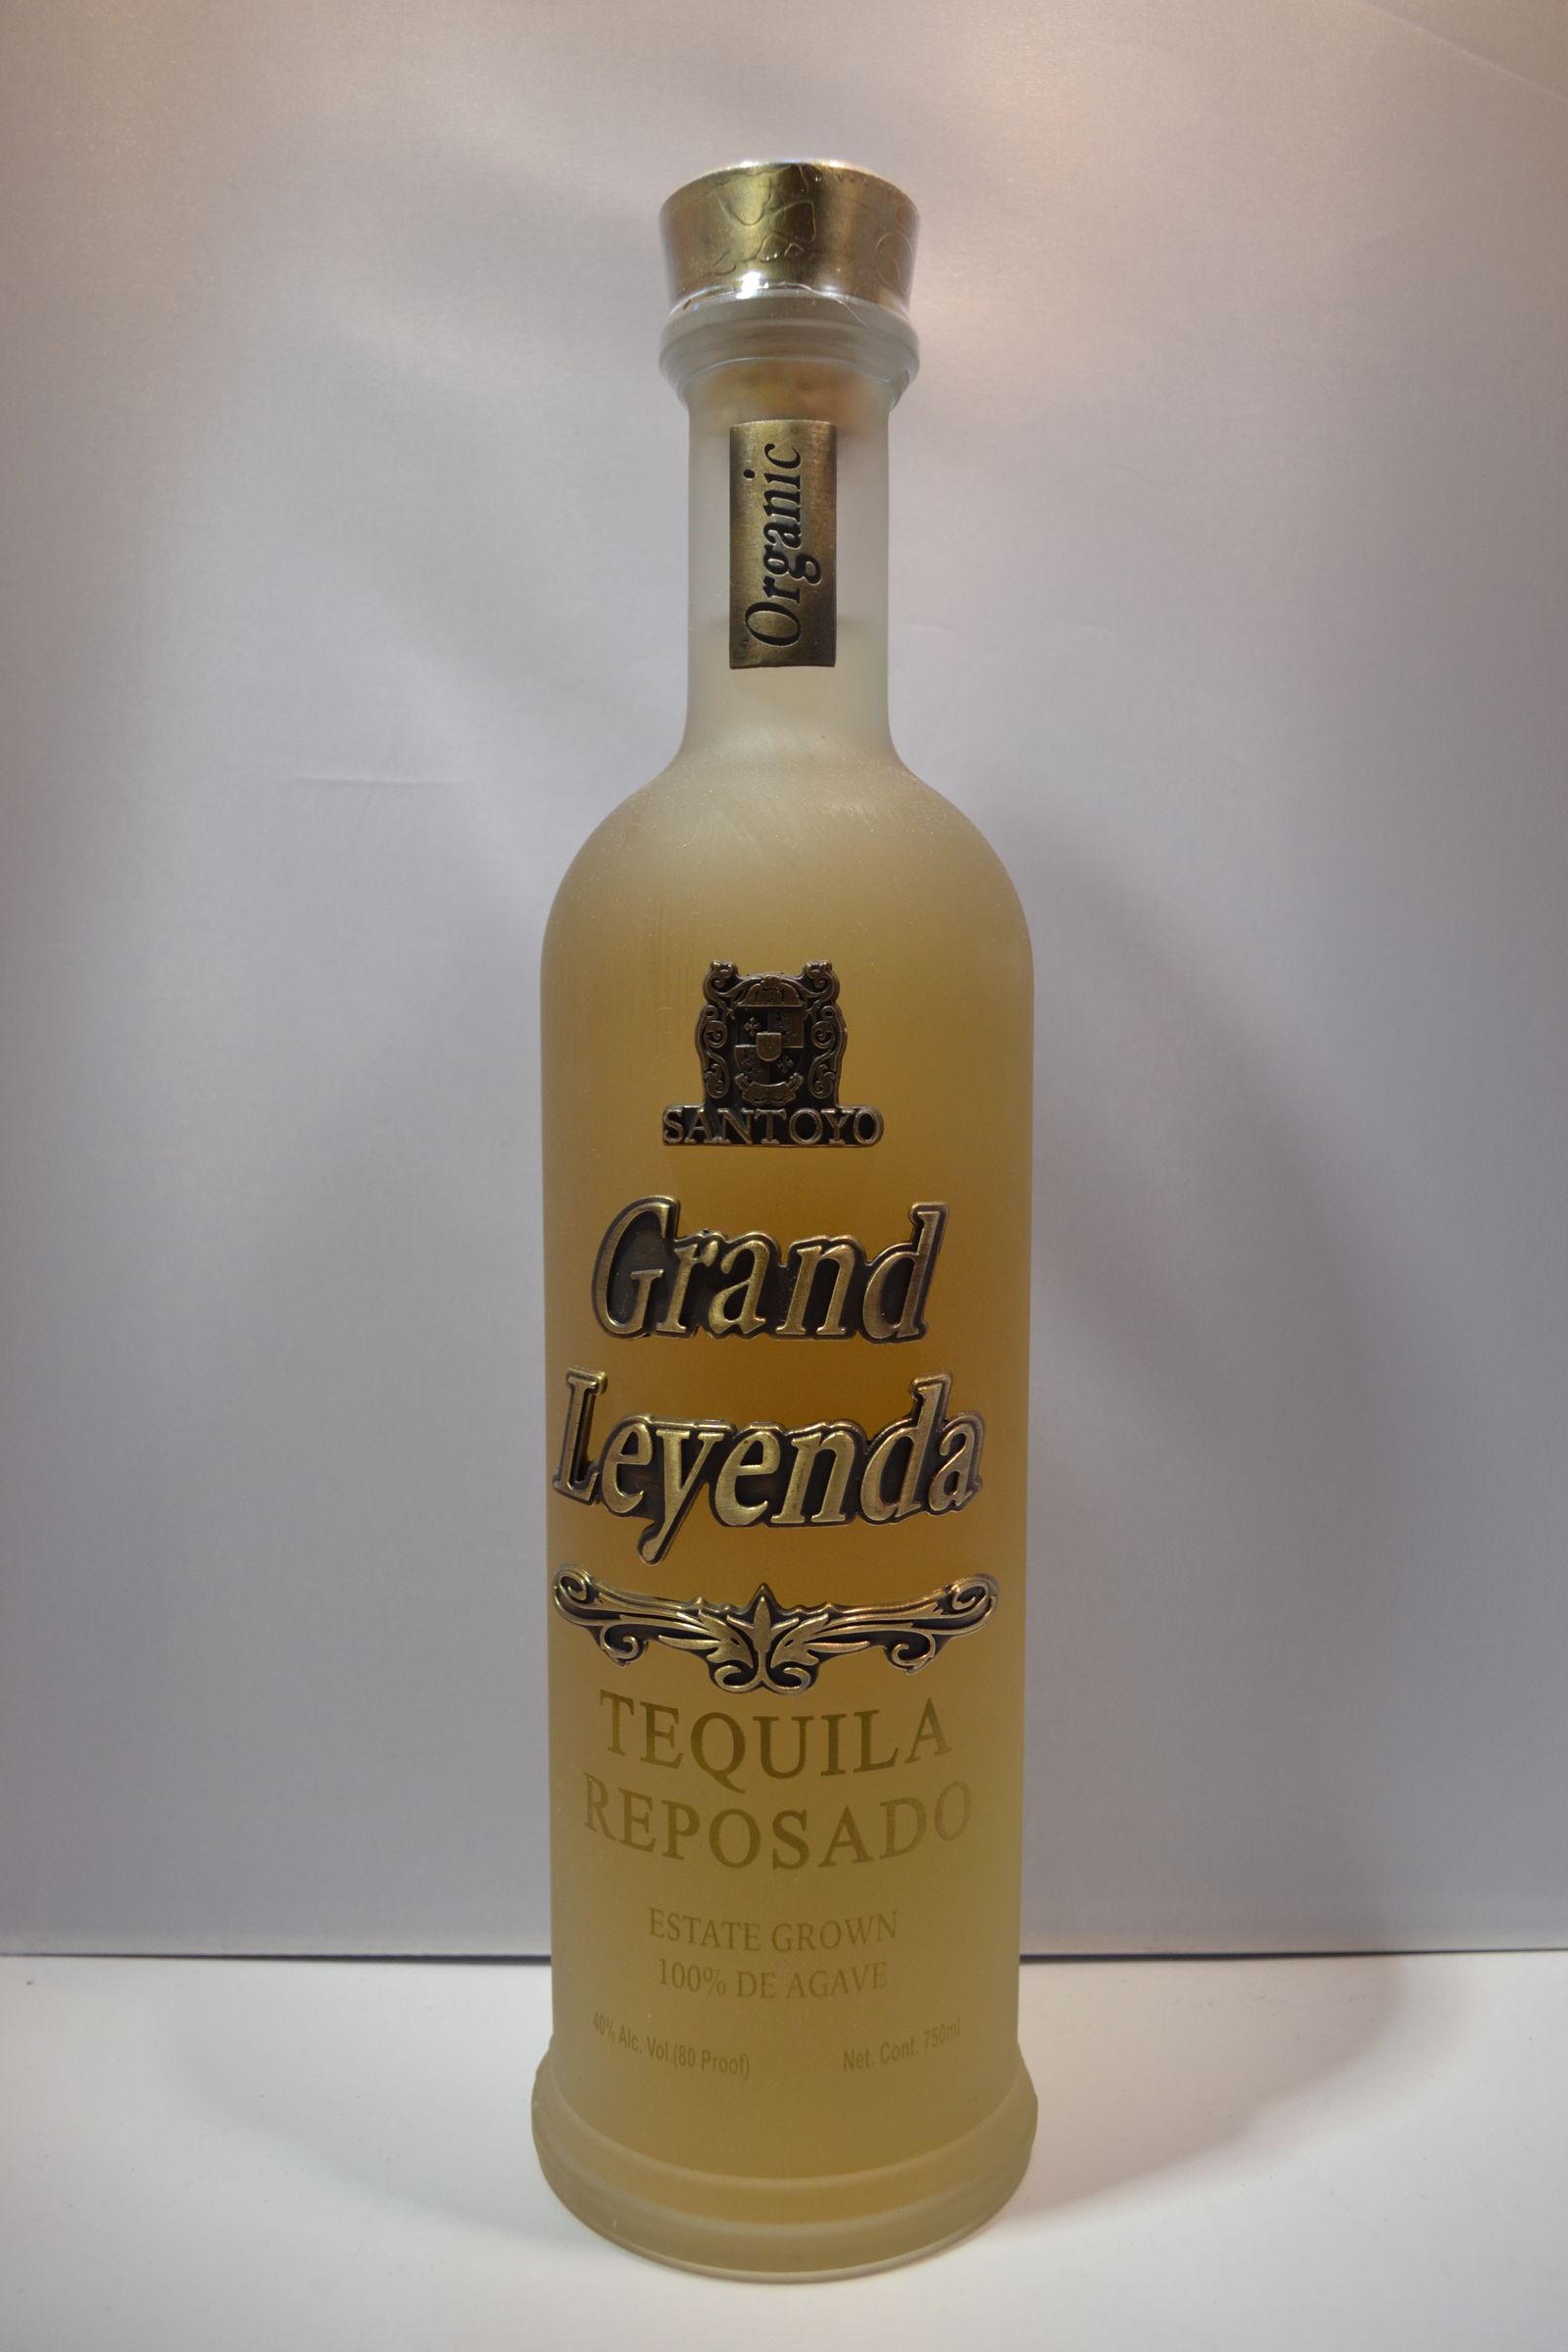 Organic
SANTOYO
Grand
Leyenda
TEQUILA
REPOSADO
ESTATE GROWN
100% DE AGAVE
40% Alc. Vol.(80 Proof) Net. Cont. 750ml